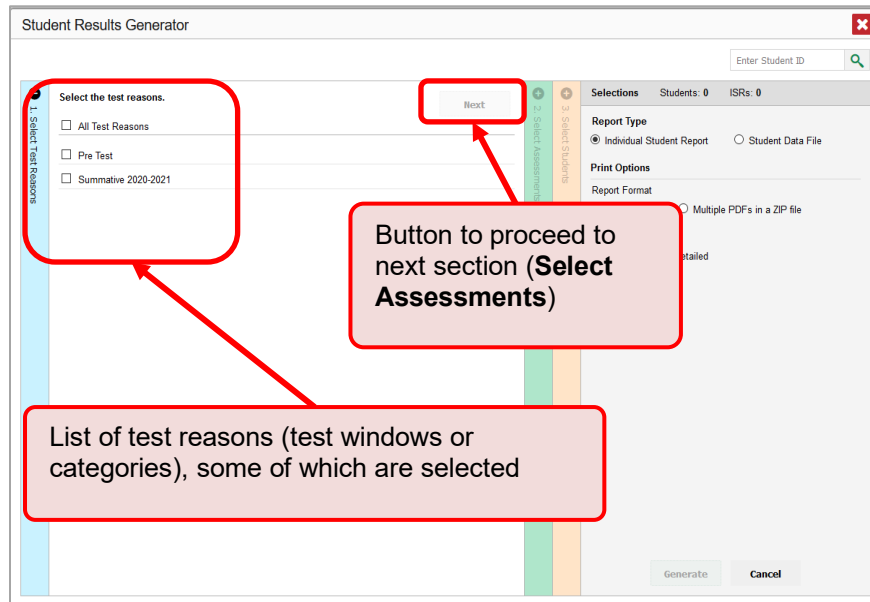 Student Results Generator
Enter Student ID
1. Select Test Reasons
Select the test reasons.
Next
All Test Reasons
Pre Test
Summative 2020-2021
2. Select Assessments
3. Select Students
Selections Students: 0 ISRs: 0
Report Type
Individual Student Report Student Data File
Print Options
Report Format
Multiple PDFs in a ZIP file
etailed
Button to proceed to
next section (Select
Assessments)
List of test reasons (test windows or
categories), some of which are selected
Generate Cancel